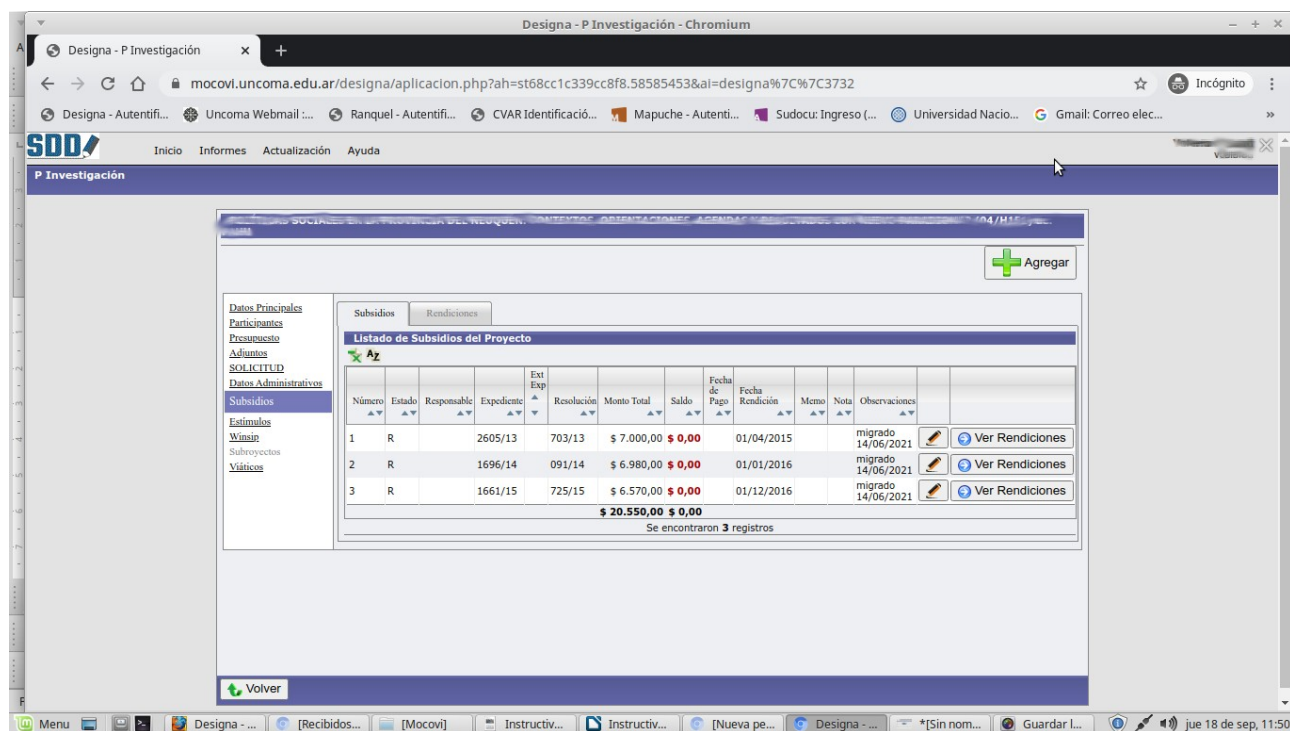 Designa - P Investigación - Chromium
Designa - P Investigación
mocovi.uncoma.edu.ar/designa/aplicacion.php?ah=st68cc1c339cc8f8.58585453&ai=designa%7C%7C3732
Incógnito
Designa - Autentifi... Uncoma Webmail :... Ranquel - Autentifi... CVAR Identificació... Mapuche - Autenti... Sudocu: Ingreso (... Universidad Nacio... Gmail: Correo elec... »
SDD
Inicio Informes Actualización Ayuda
P Investigación
Agregar
Datos Principales
Participantes
Presupuesto
Adjuntos
SOLICITUD
Datos Administrativos
Subsidios
Estímulos
Winsip
Subroyectos
Viáticos
Subsidios Rendiciones
Listado de Subsidios del Proyecto
Número Estado Responsable Expediente Ext Exp Resolución Monto Total Saldo Fecha de Pago Fecha Rendición Memo Nota Observaciones
1 R 2605/13 703/13 $ 7.000,00 $ 0,00 01/04/2015 migrado 14/06/2021 Ver Rendiciones
2 R 1696/14 091/14 $ 6.980,00 $ 0,00 01/01/2016 migrado 14/06/2021 Ver Rendiciones
3 R 1661/15 725/15 $ 6.570,00 $ 0,00 01/12/2016 migrado 14/06/2021 Ver Rendiciones
$ 20.550,00 $ 0,00
Se encontraron 3 registros
Volver
Menu Designa - ... [Recibidos... [Mocovi] Instructiv... Instructiv... [Nueva pe... Designa - ... *[Sin nom... Guardar l... jue 18 de sep, 11:50